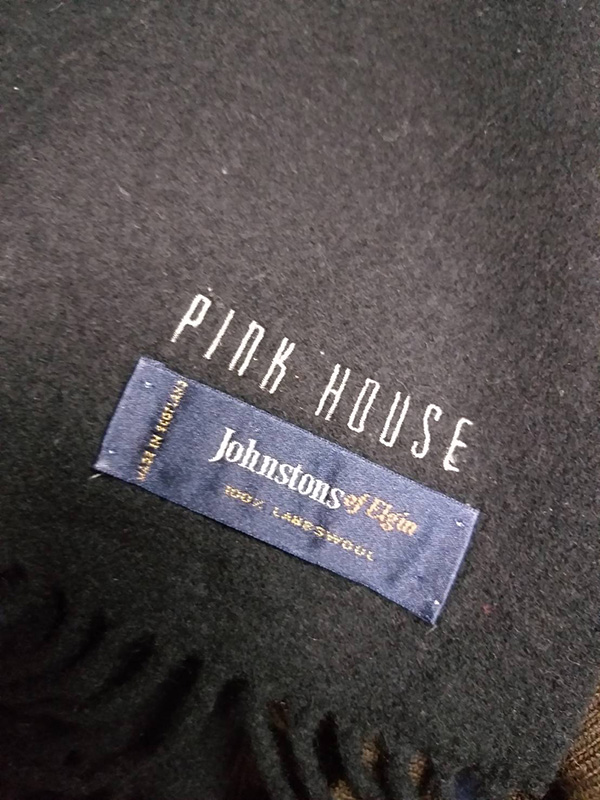 PINK HOUSE
MADE IN SCOTLAND
Johnstons of Elgin
100% LAMBSWOOL